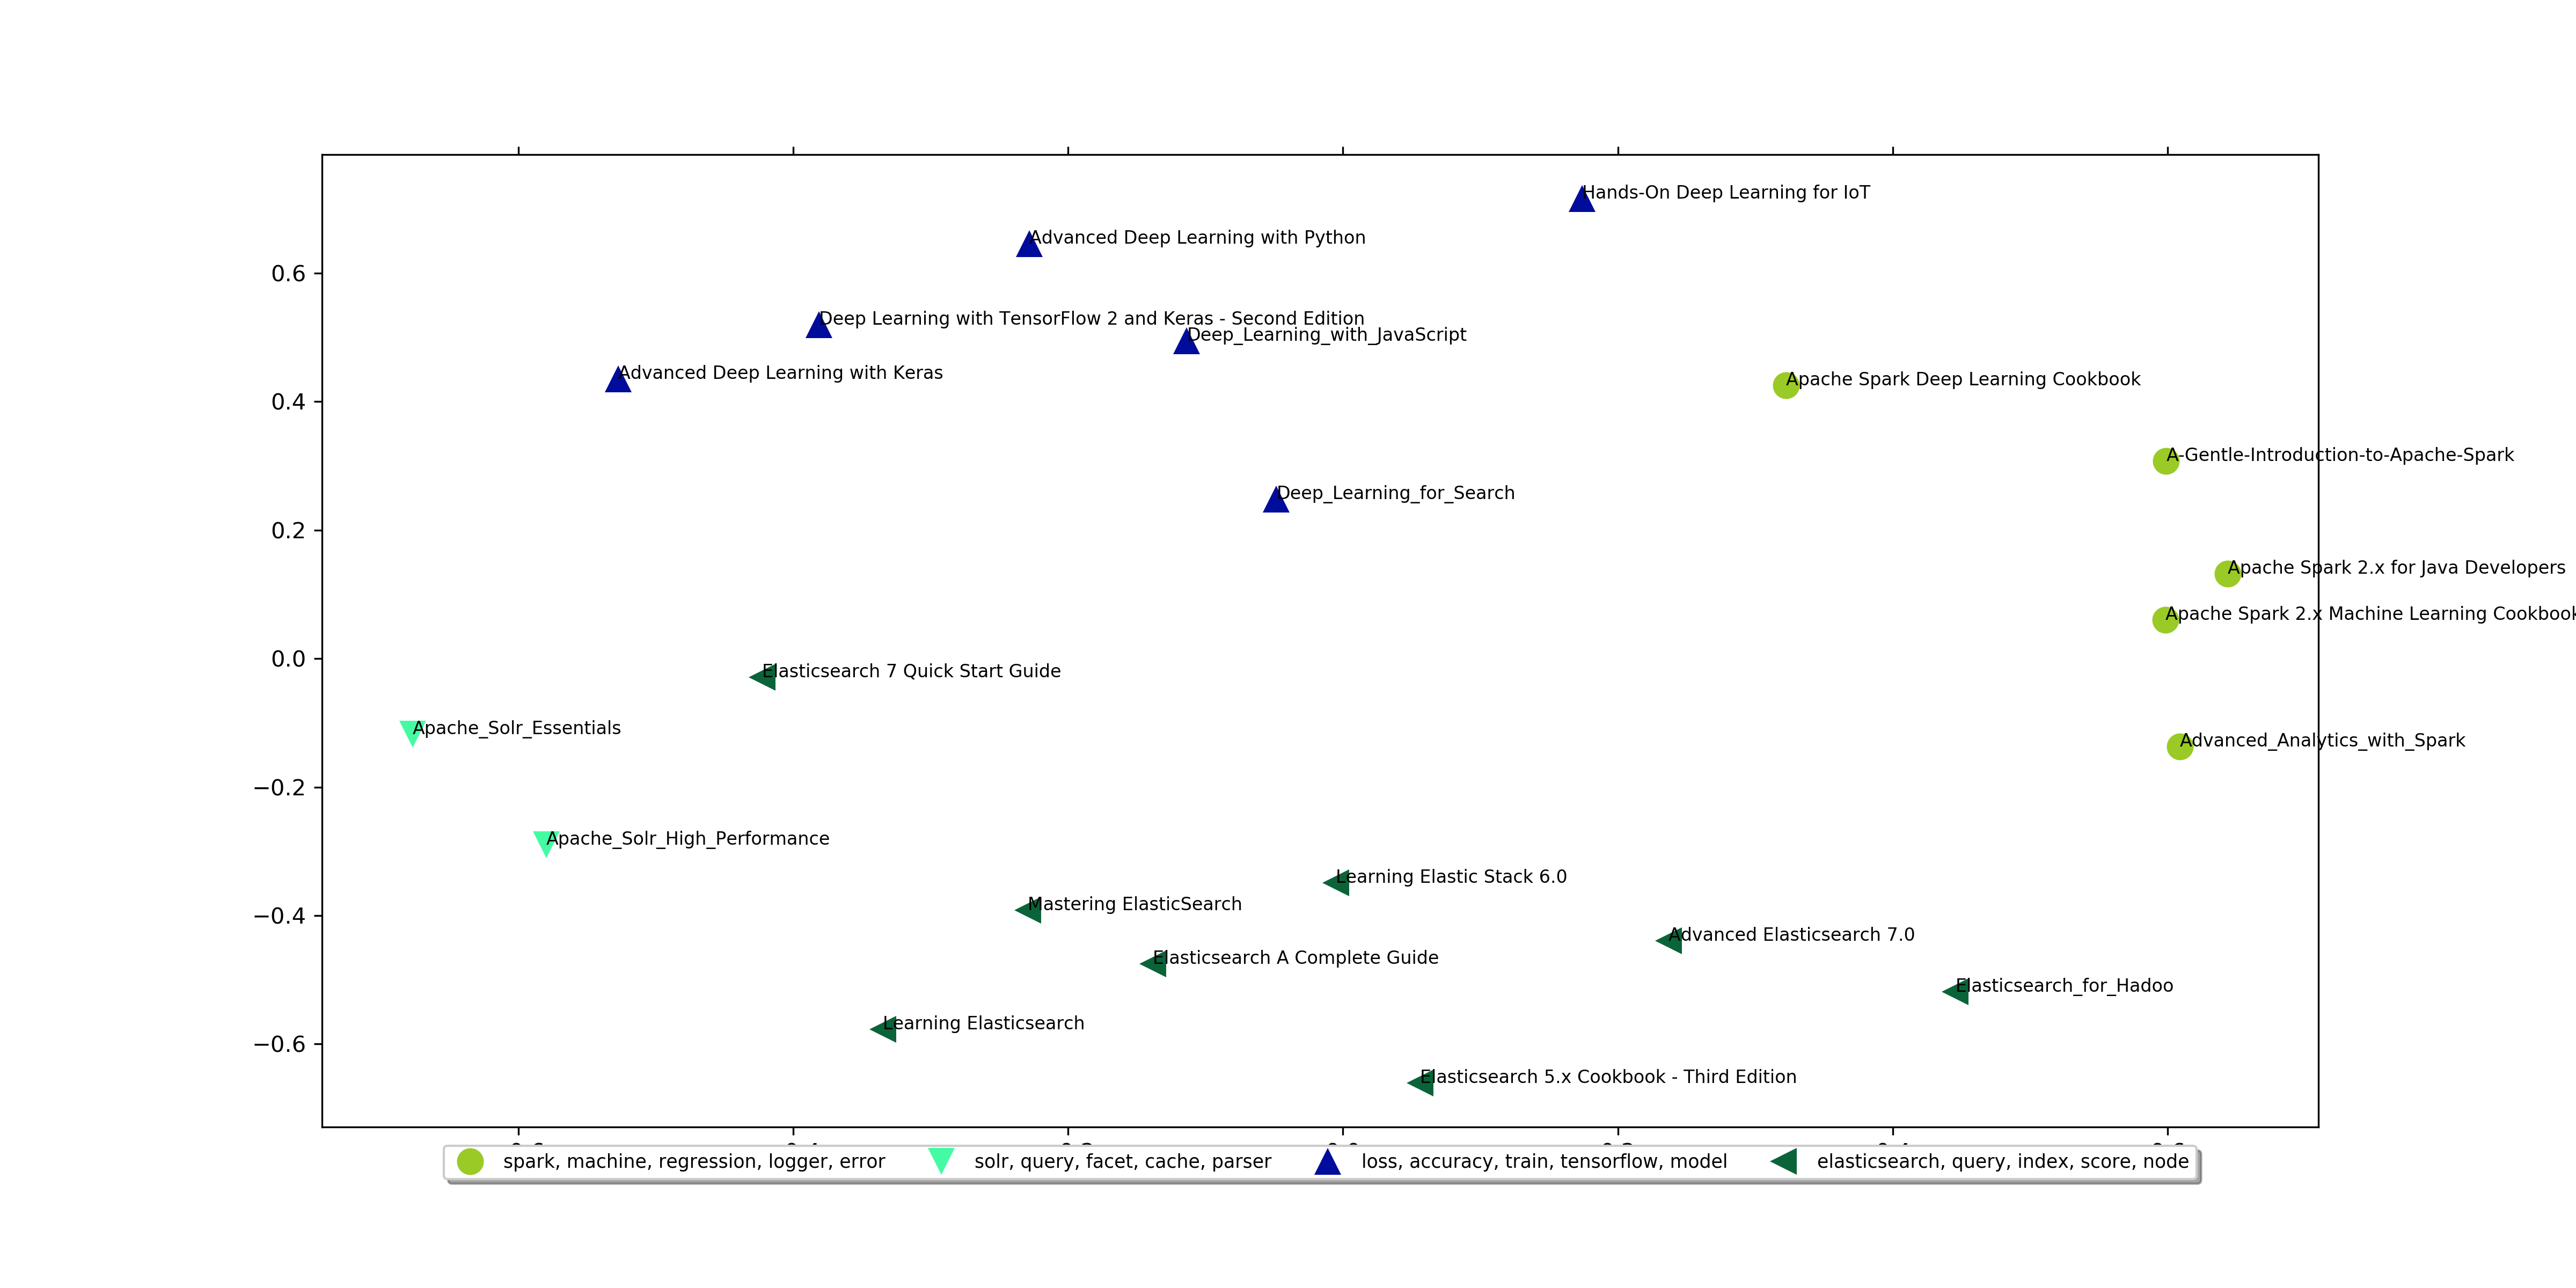 Hands-On Deep Learning for IoT
Advanced Deep Learning with Python
0.6
Deep Learning with TensorFlow 2 and Keras - Second Edition
Deep_Learning_with_JavaScript
Advanced Deep Learning with Keras
Apache Spark Deep Learning Cookbook
0.4
A-Gentle-Introduction-to-Apache-Spark
Deep_Learning_for_Search
0.2
Apache Spark 2.x for Java Developers
Apache Spark 2.x Machine Learning Cookbook
0.0
Elasticsearch 7 Quick Start Guide
Apache_Solr_Essentials
Advanced_Analytics_with_Spark
−0.2
Apache_Solr_High_Performance
Learning Elastic Stack 6.0
Mastering ElasticSearch
−0.4
Advanced Elasticsearch 7.0
Elasticsearch A Complete Guide
Elasticsearch_for_Hadoo
Learning Elasticsearch
−0.6
Elasticsearch 5.x Cookbook - Third Edition
spark, machine, regression, logger, error
solr, query, facet, cache, parser
loss, accuracy, train, tensorflow, model
elasticsearch, query, index, score, node